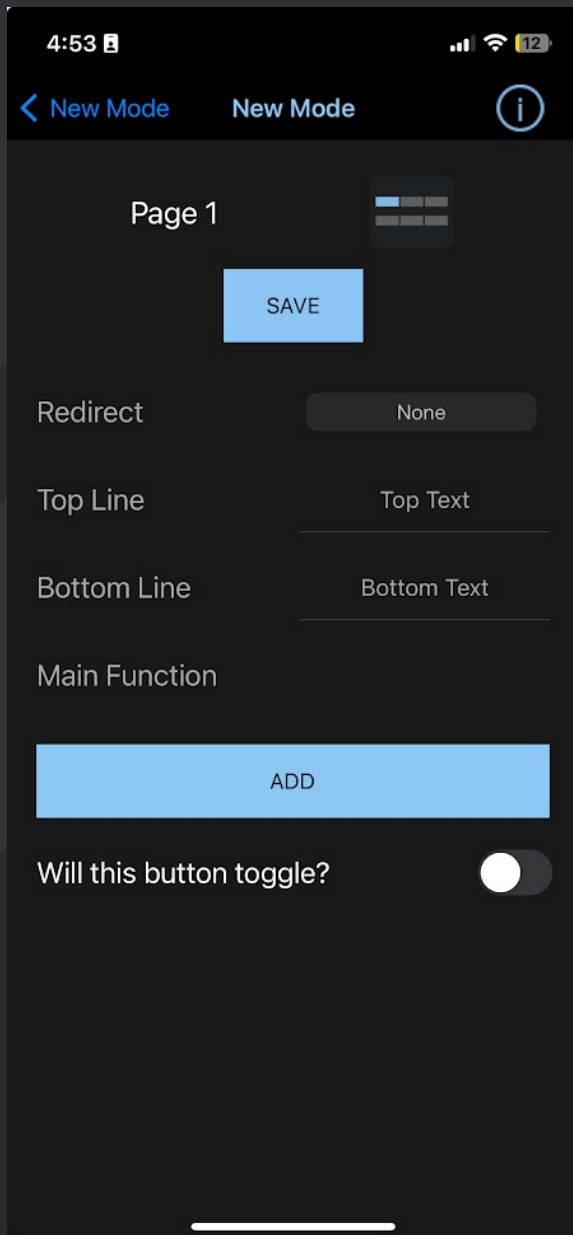 4:53
12
New Mode New Mode i
Page 1
SAVE
Redirect None
Top Line Top Text
Bottom Line Bottom Text
Main Function
ADD
Will this button toggle?